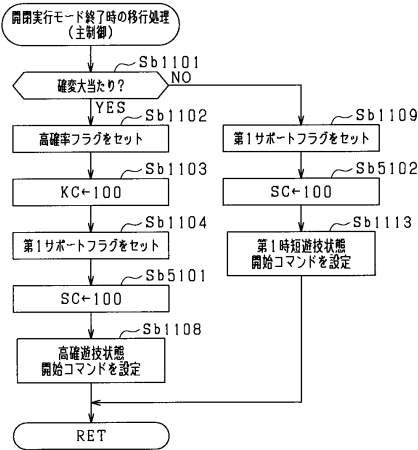 開閉実行モード終了時の移行処理
(主制御)
Sb1101
確変大当たり?
NO
YES
Sb1102
高確率フラグをセット
Sb1103
KC←100
Sb1104
第1サポートフラグをセット
Sb5101
SC←100
Sb1108
高確遊技状態
開始コマンドを設定
Sb1109
第1サポートフラグをセット
Sb5102
SC←100
Sb1113
第1時短遊技状態
開始コマンドを設定
RET